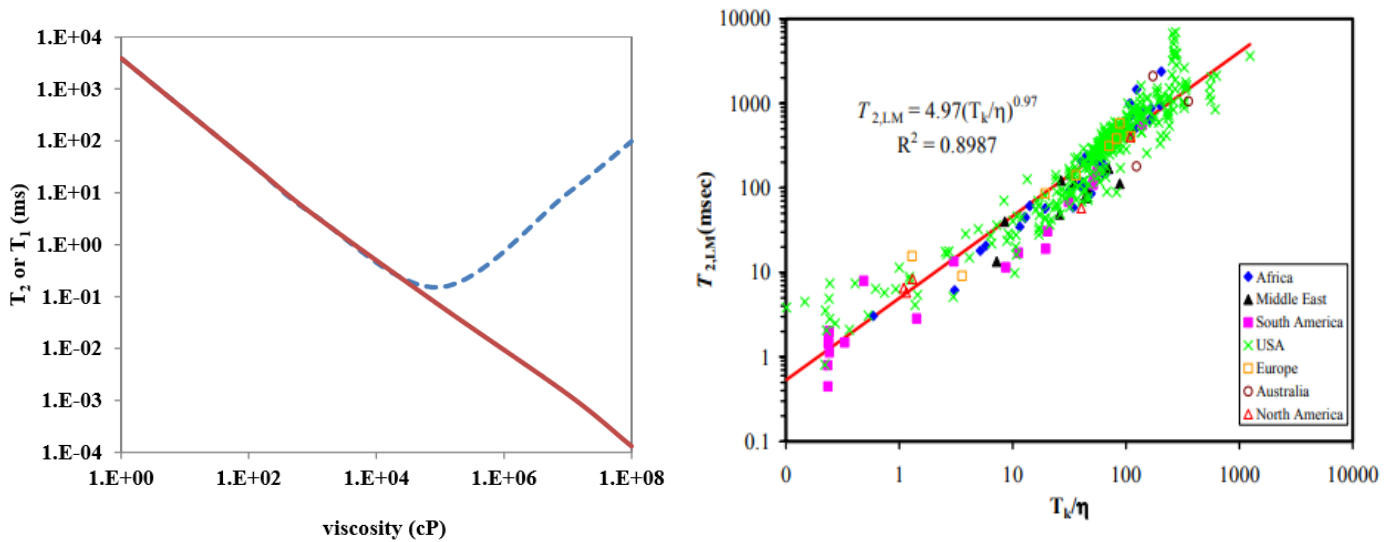 1.E+04
1.E+03
1.E+02
1.E+01
1.E+00
1.E-01
1.E-02
1.E-03
1.E-04
T₂ or T₁ (ms)
1.E+00 1.E+02 1.E+04 1.E+06 1.E+08
viscosity (cP)
10000
1000
100
10
1
0.1
T₂,LM(msec)
T₂,LM = 4.97(Tₖ/η)^0.97
R² = 0.8987
Africa
Middle East
South America
USA
Europe
Australia
North America
0 1 10 100 1000 10000
Tₖ/η